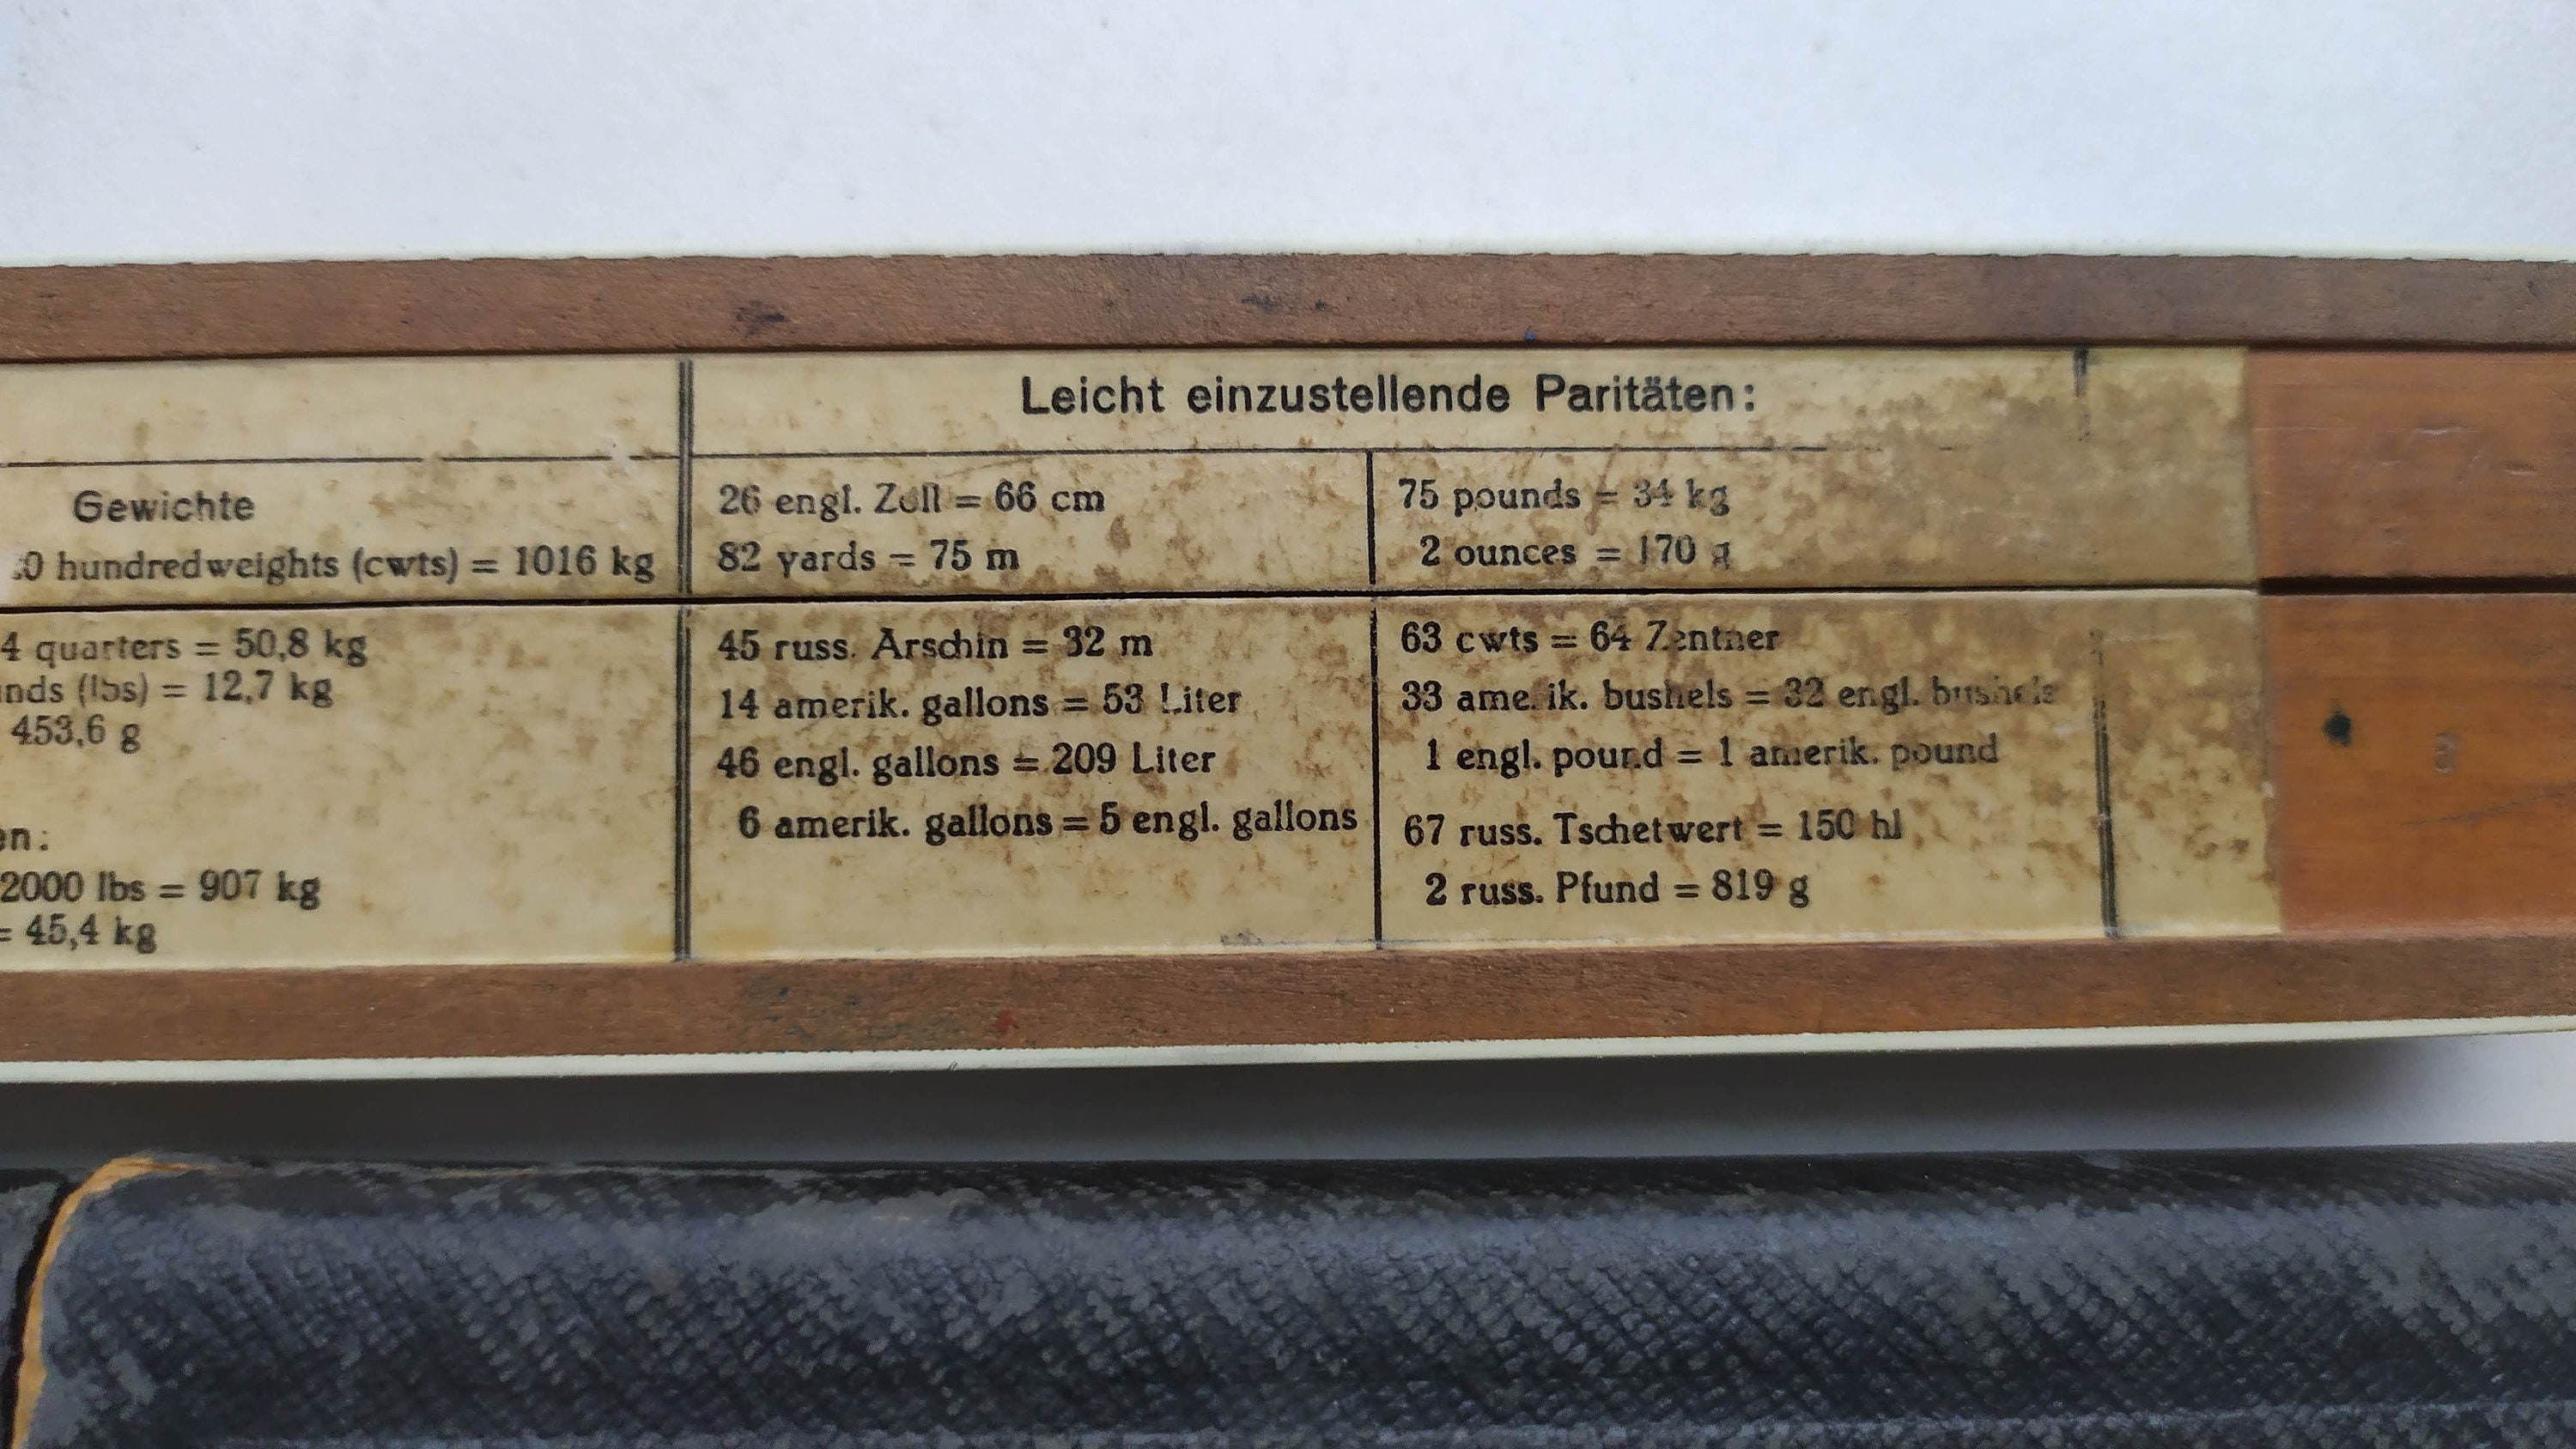 Leicht einzustellende Paritäten:
Gewichte
0 hundredweights (cwts) = 1016 kg
4 quarters = 50,8 kg
nds (lbs) = 12,7 kg
453,6 g
en:
2000 lbs = 907 kg
= 45,4 kg
26 engl. Zoll = 66 cm
82 yards = 75 m
45 russ. Arschin = 32 m
14 amerik. gallons = 53 Liter
46 engl. gallons = 209 Liter
6 amerik. gallons = 5 engl. gallons
75 pounds = 34 kg
2 ounces = 170 g
63 cwts = 64 Zentner
33 amerik. bushels = 32 engl. bushels
1 engl. pound = 1 amerik. pound
67 russ. Tschetwert = 150 hl
2 russ. Pfund = 819 g